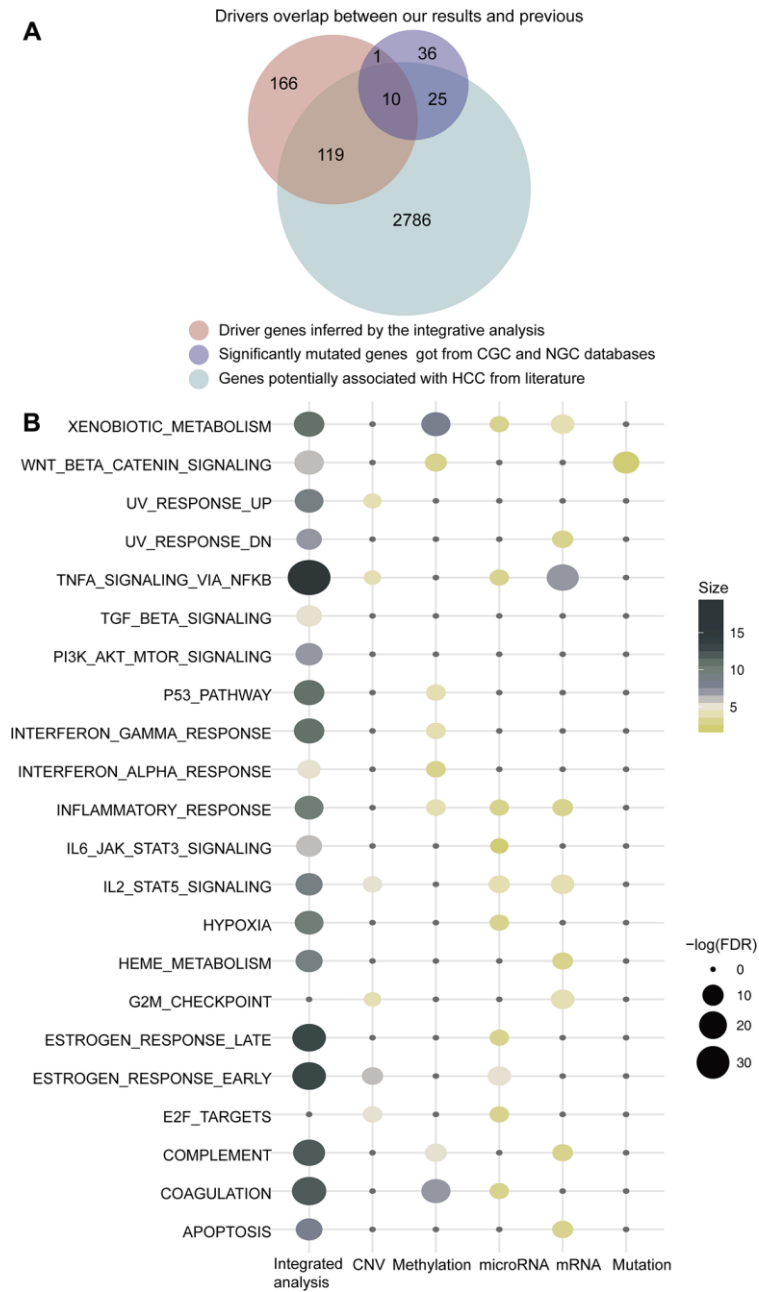 A
Drivers overlap between our results and previous
1
36
166
10
25
119
2786
Driver genes inferred by the integrative analysis
Significantly mutated genes got from CGC and NGC databases
Genes potentially associated with HCC from literature
B
XENOBIOTIC_METABOLISM
WNT_BETA_CATENIN_SIGNALING
UV_RESPONSE_UP
UV_RESPONSE_DN
TNFA_SIGNALING_VIA_NFKB
TGF_BETA_SIGNALING
PI3K_AKT_MTOR_SIGNALING
P53_PATHWAY
INTERFERON_GAMMA_RESPONSE
INTERFERON_ALPHA_RESPONSE
INFLAMMATORY_RESPONSE
IL6_JAK_STAT3_SIGNALING
IL2_STAT5_SIGNALING
HYPOXIA
HEME_METABOLISM
G2M_CHECKPOINT
ESTROGEN_RESPONSE_LATE
ESTROGEN_RESPONSE_EARLY
E2F_TARGETS
COMPLEMENT
COAGULATION
APOPTOSIS
Integrated
analysis
CNV
Methylation
microRNA
mRNA
Mutation
Size
15
10
5
−log(FDR)
0
10
20
30